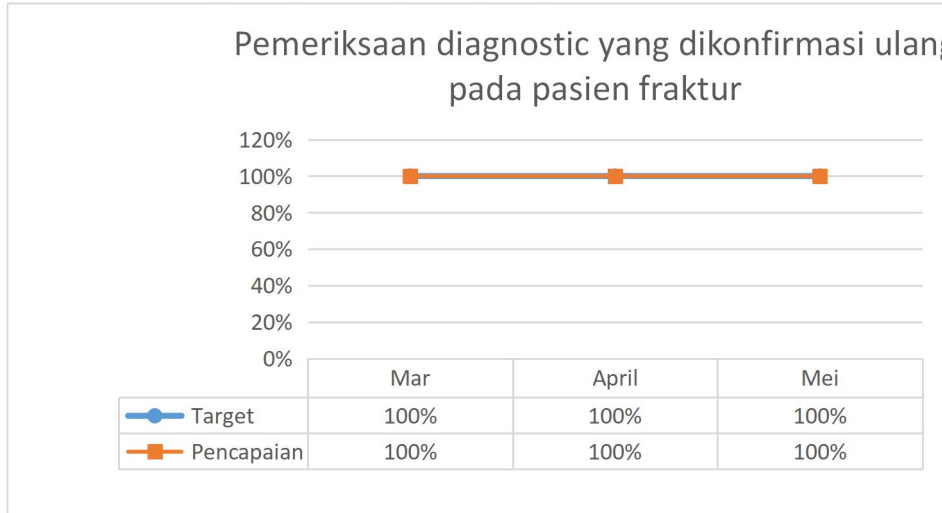 Pemeriksaan diagnostic yang dikonfirmasi ulang
pada pasien fraktur
120%
100%
80%
60%
40%
20%
0%
Mar April Mei
Target 100% 100% 100%
Pencapaian 100% 100% 100%